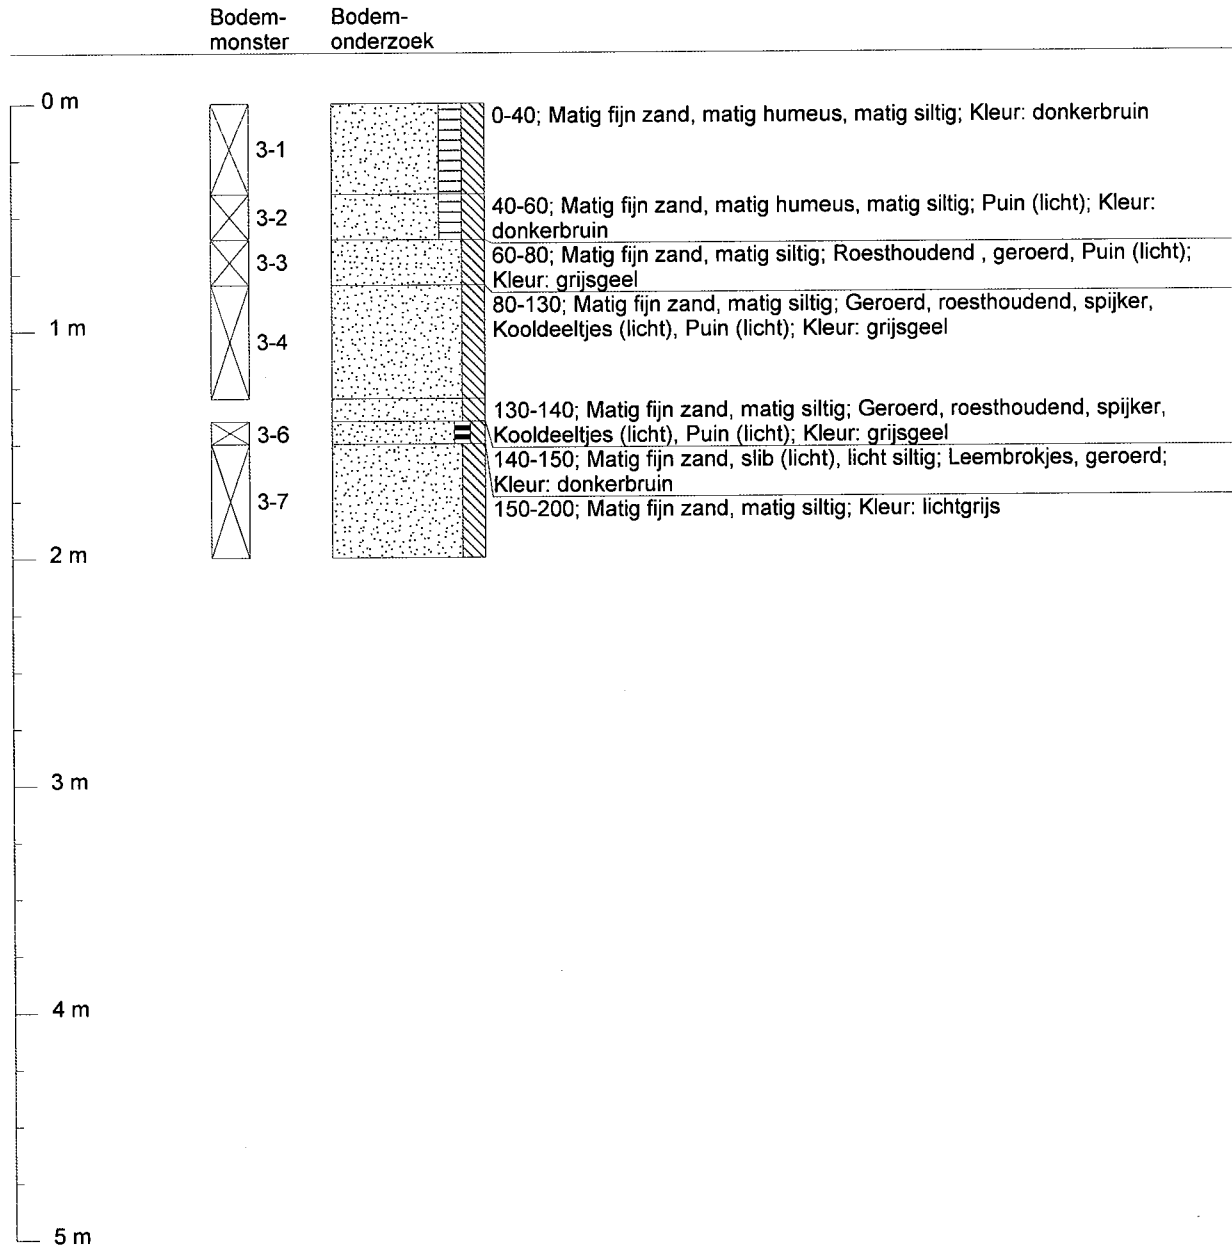 Bodem-
monster
Bodem-
onderzoek
0 m
3-1
0-40; Matig fijn zand, matig humeus, matig siltig; Kleur: donkerbruin
3-2
40-60; Matig fijn zand, matig humeus, matig siltig; Puin (licht); Kleur:
donkerbruin
3-3
60-80; Matig fijn zand, matig siltig; Roesthoudend , geroerd, Puin (licht);
Kleur: grijsgeel
1 m
3-4
80-130; Matig fijn zand, matig siltig; Geroerd, roesthoudend, spijker,
Kooldeeltjes (licht), Puin (licht); Kleur: grijsgeel
130-140; Matig fijn zand, matig siltig; Geroerd, roesthoudend, spijker,
Kooldeeltjes (licht), Puin (licht); Kleur: grijsgeel
3-6
140-150; Matig fijn zand, slib (licht), licht siltig; Leembrokjes, geroerd;
Kleur: donkerbruin
3-7
150-200; Matig fijn zand, matig siltig; Kleur: lichtgrijs
2 m
3 m
4 m
5 m